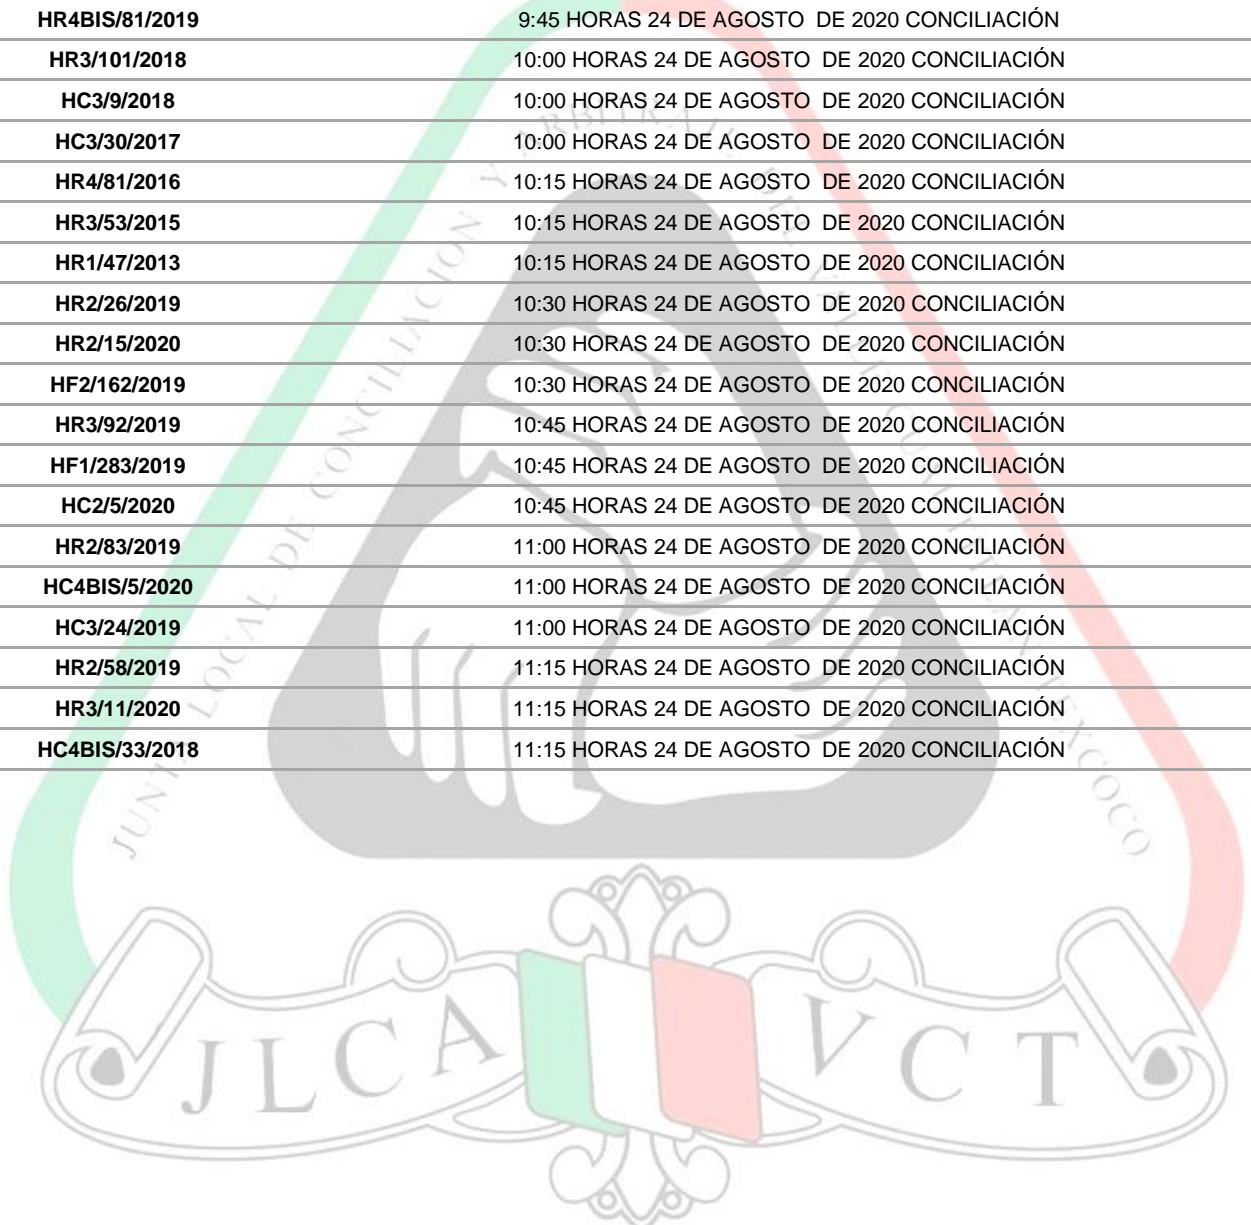 HR4BIS/81/2019 9:45 HORAS 24 DE AGOSTO DE 2020 CONCILIACIÓN
HR3/101/2018 10:00 HORAS 24 DE AGOSTO DE 2020 CONCILIACIÓN
HC3/9/2018 10:00 HORAS 24 DE AGOSTO DE 2020 CONCILIACIÓN
HC3/30/2017 10:00 HORAS 24 DE AGOSTO DE 2020 CONCILIACIÓN
HR4/81/2016 10:15 HORAS 24 DE AGOSTO DE 2020 CONCILIACIÓN
HR3/53/2015 10:15 HORAS 24 DE AGOSTO DE 2020 CONCILIACIÓN
HR1/47/2013 10:15 HORAS 24 DE AGOSTO DE 2020 CONCILIACIÓN
HR2/26/2019 10:30 HORAS 24 DE AGOSTO DE 2020 CONCILIACIÓN
HR2/15/2020 10:30 HORAS 24 DE AGOSTO DE 2020 CONCILIACIÓN
HF2/162/2019 10:30 HORAS 24 DE AGOSTO DE 2020 CONCILIACIÓN
HR3/92/2019 10:45 HORAS 24 DE AGOSTO DE 2020 CONCILIACIÓN
HF1/283/2019 10:45 HORAS 24 DE AGOSTO DE 2020 CONCILIACIÓN
HC2/5/2020 10:45 HORAS 24 DE AGOSTO DE 2020 CONCILIACIÓN
HR2/83/2019 11:00 HORAS 24 DE AGOSTO DE 2020 CONCILIACIÓN
HC4BIS/5/2020 11:00 HORAS 24 DE AGOSTO DE 2020 CONCILIACIÓN
HC3/24/2019 11:00 HORAS 24 DE AGOSTO DE 2020 CONCILIACIÓN
HR2/58/2019 11:15 HORAS 24 DE AGOSTO DE 2020 CONCILIACIÓN
HR3/11/2020 11:15 HORAS 24 DE AGOSTO DE 2020 CONCILIACIÓN
HC4BIS/33/2018 11:15 HORAS 24 DE AGOSTO DE 2020 CONCILIACIÓN
JUNTA LOCAL DE CONCILIACION Y ARBITRAJE DEL VALLE CUAUTITLAN TEXCOCO
JLCA VCT